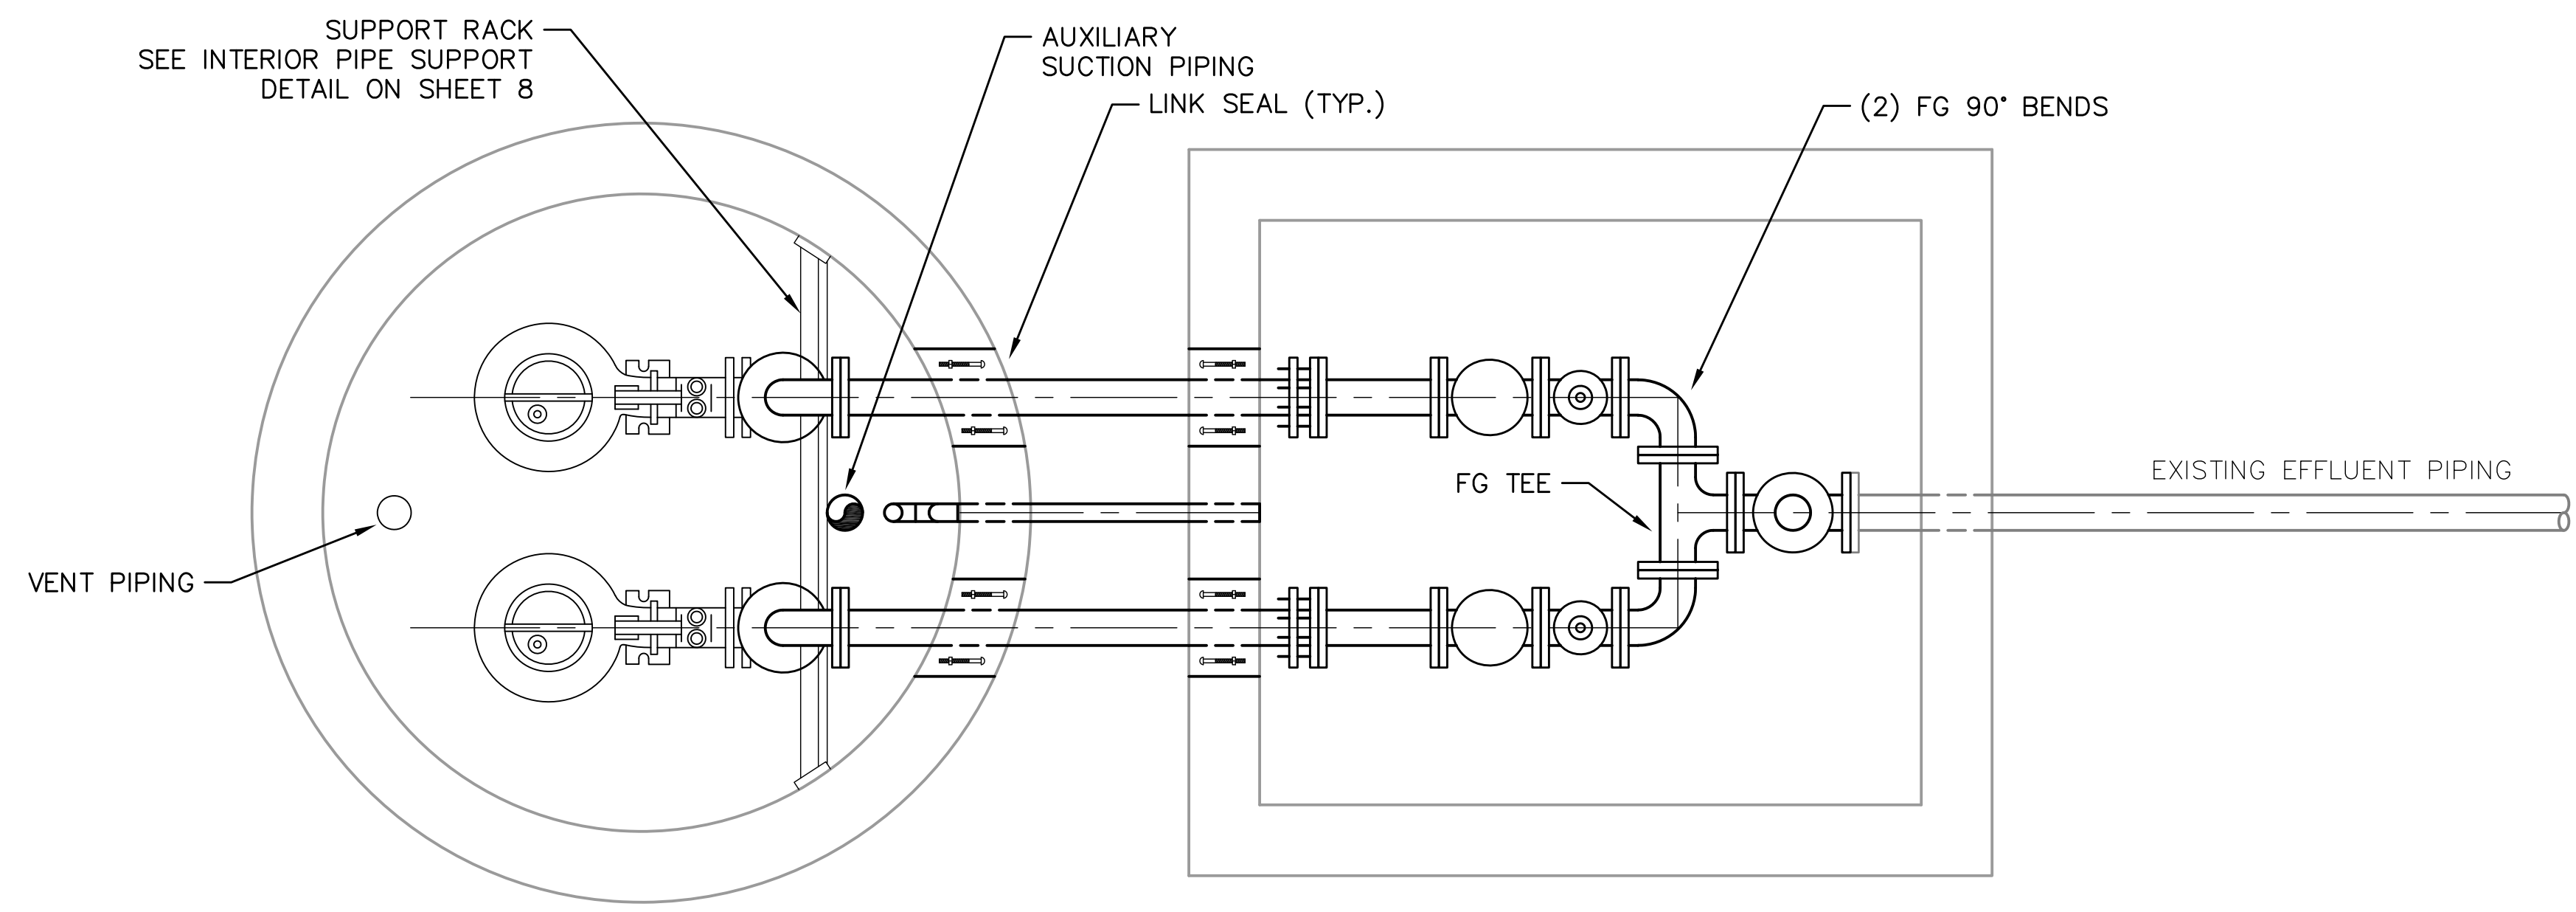 SUPPORT RACK
SEE INTERIOR PIPE SUPPORT
DETAIL ON SHEET 8
AUXILIARY
SUCTION PIPING
LINK SEAL (TYP.)
(2) FG 90° BENDS
FG TEE
EXISTING EFFLUENT PIPING
VENT PIPING